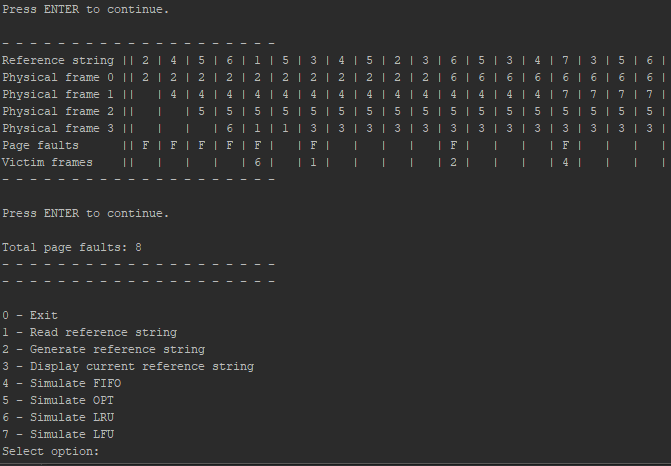 Press ENTER to continue.
- - - - - - - - - - - - - - - - - - - -
Reference string || 2 | 4 | 5 | 6 | 1 | 5 | 3 | 4 | 5 | 2 | 3 | 6 | 5 | 3 | 4 | 7 | 3 | 5 | 6 |
Physical frame 0 || 2 | 2 | 2 | 2 | 2 | 2 | 2 | 2 | 2 | 2 | 2 | 6 | 6 | 6 | 6 | 6 | 6 | 6 | 6 |
Physical frame 1 ||   | 4 | 4 | 4 | 4 | 4 | 4 | 4 | 4 | 4 | 4 | 4 | 4 | 4 | 4 | 7 | 7 | 7 | 7 |
Physical frame 2 ||   |   | 5 | 5 | 5 | 5 | 5 | 5 | 5 | 5 | 5 | 5 | 5 | 5 | 5 | 5 | 5 | 5 | 5 |
Physical frame 3 ||   |   |   | 6 | 1 | 1 | 3 | 3 | 3 | 3 | 3 | 3 | 3 | 3 | 3 | 3 | 3 | 3 | 3 |
Page faults      || F | F | F | F | F |   | F |   |   |   |   | F |   |   |   | F |   |   |   |
Victim frames    ||   |   |   |   | 6 |   | 1 |   |   |   |   | 2 |   |   |   | 4 |   |   |   |
- - - - - - - - - - - - - - - - - - - -
Press ENTER to continue.
Total page faults: 8
- - - - - - - - - - - - - - - - - - - -
- - - - - - - - - - - - - - - - - - - -
0 - Exit
1 - Read reference string
2 - Generate reference string
3 - Display current reference string
4 - Simulate FIFO
5 - Simulate OPT
6 - Simulate LRU
7 - Simulate LFU
Select option: